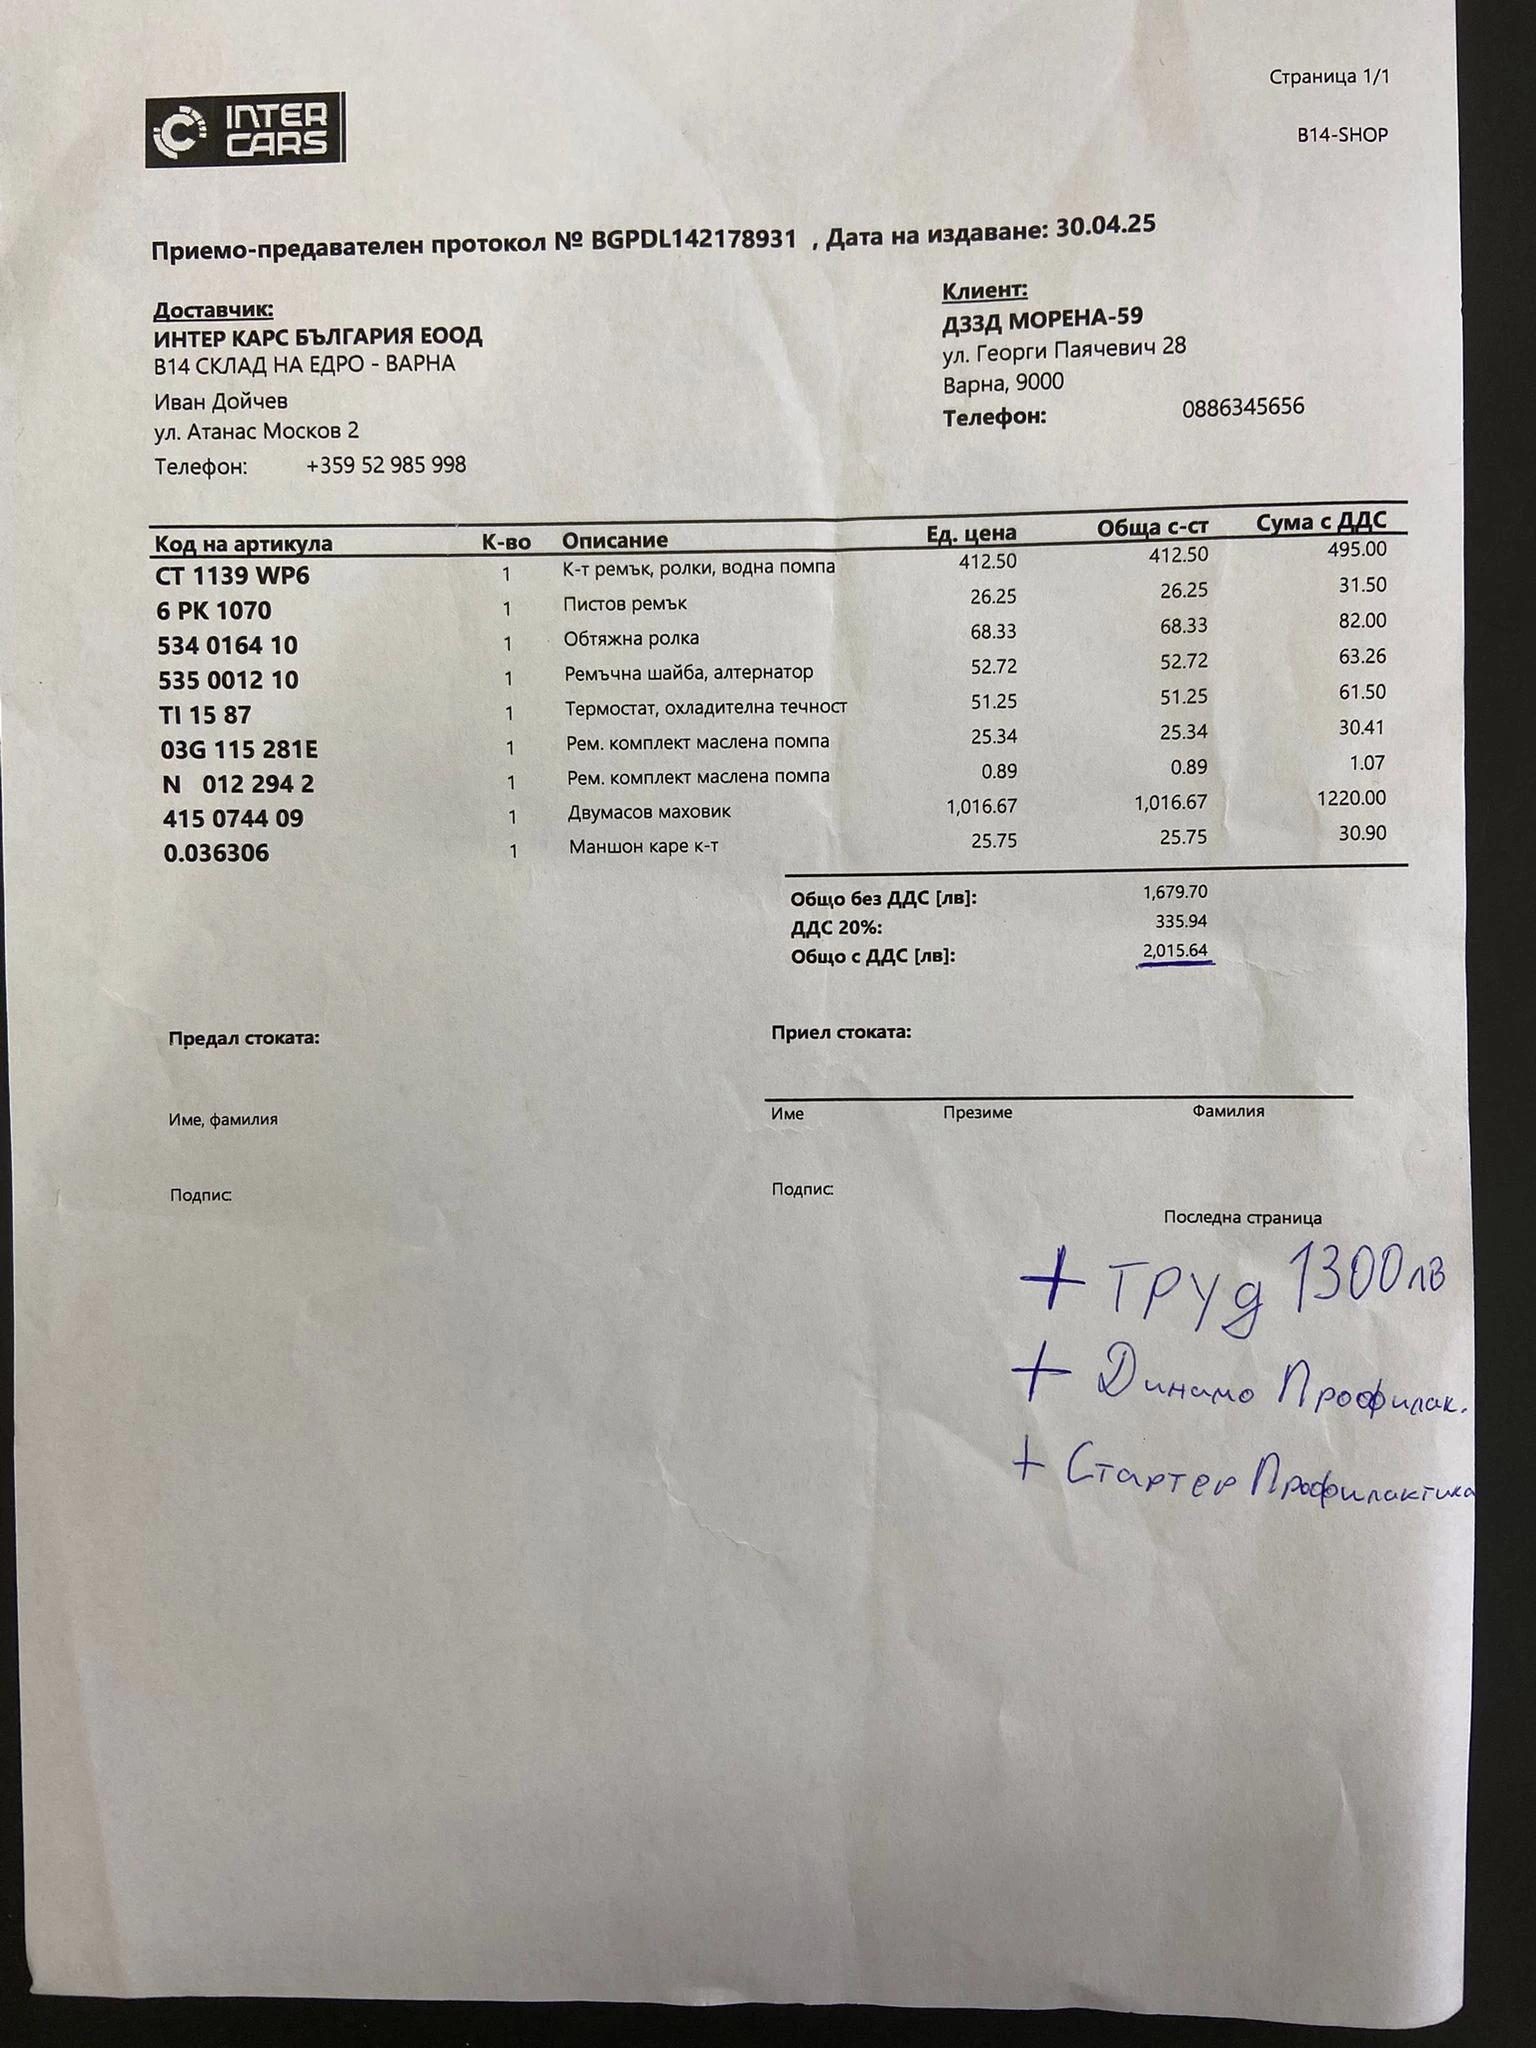 Страница 1/1
INTER
CARS
B14-SHOP
Приемо-предавателен протокол № BGPDL142178931 , Дата на издаване: 30.04.25
Доставчик:
ИНТЕР КАРС БЪЛГАРИЯ ЕООД
В14 СКЛАД НА ЕДРО - ВАРНА
Иван Дойчев
ул. Атанас Москов 2
Телефон: +359 52 985 998
Клиент:
ДЗЗД МОРЕНА-59
ул. Георги Паячевич 28
Варна, 9000
Телефон: 0886345656
Код на артикула К-во Описание Ед. цена Обща с-ст Сума с ДДС
CT 1139 WP6 1 К-т ремък, ролки, водна помпа 412.50 412.50 495.00
6 PK 1070 1 Пистов ремък 26.25 26.25 31.50
534 0164 10 1 Обтяжна ролка 68.33 68.33 82.00
535 0012 10 1 Ремъчна шайба, алтернатор 52.72 52.72 63.26
TI 15 87 1 Термостат, охладителна течност 51.25 51.25 61.50
03G 115 281E 1 Рем. комплект маслена помпа 25.34 25.34 30.41
N 012 294 2 1 Рем. комплект маслена помпа 0.89 0.89 1.07
415 0744 09 1 Двумасов маховик 1,016.67 1,016.67 1220.00
0.036306 1 Маншон каре к-т 25.75 25.75 30.90
Общо без ДДС [лв]: 1,679.70
ДДС 20%: 335.94
Общо с ДДС [лв]: 2,015.64
Предал стоката: Приел стоката:
Име, фамилия Име Презиме Фамилия
Подпис: Подпис:
Последна страница
+ труд 1300лв
+ Динамо Профилак.
+ Стартер Профилактика